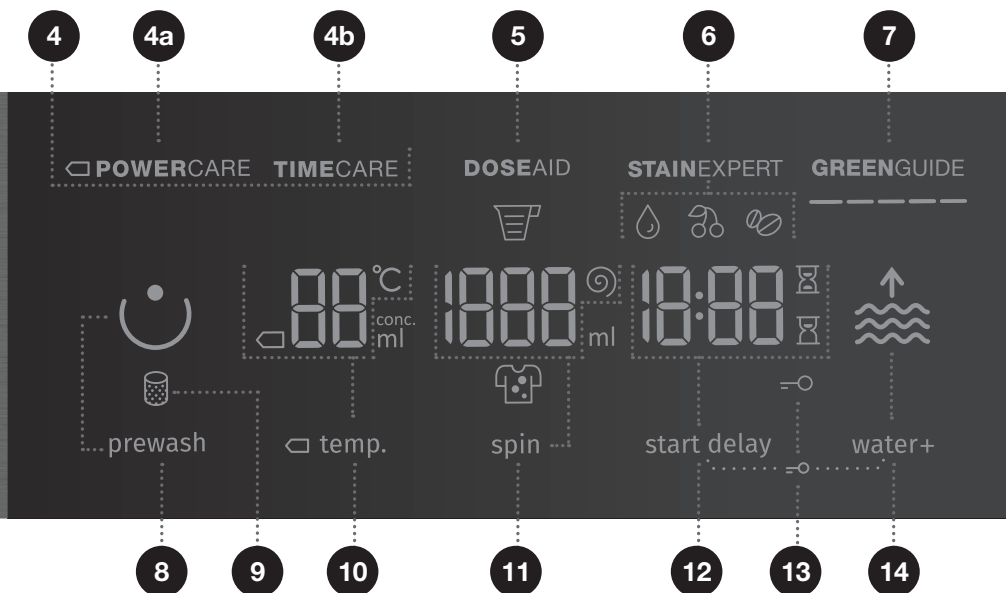 4 4a 4b 5 6 7
POWERCARE TIMECARE DOSEAID STAINEXPERT GREENGUIDE
88 °C 1888 18:88
conc.
ml ml
prewash temp. spin start delay water+
8 9 10 11 12 13 14